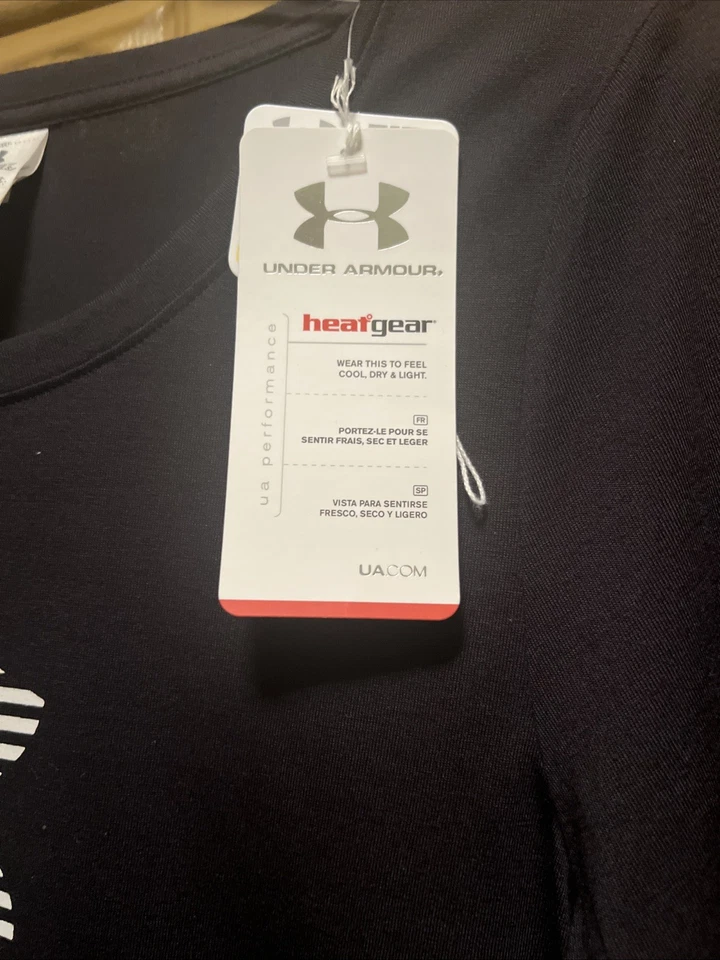 UNDER ARMOUR
heatgear
ua performance
WEAR THIS TO FEEL
COOL, DRY & LIGHT.
FR
PORTEZ-LE POUR SE
SENTIR FRAIS, SEC ET LEGER
SP
VISTA PARA SENTIRSE
FRESCO, SECO Y LIGERO
UA.COM